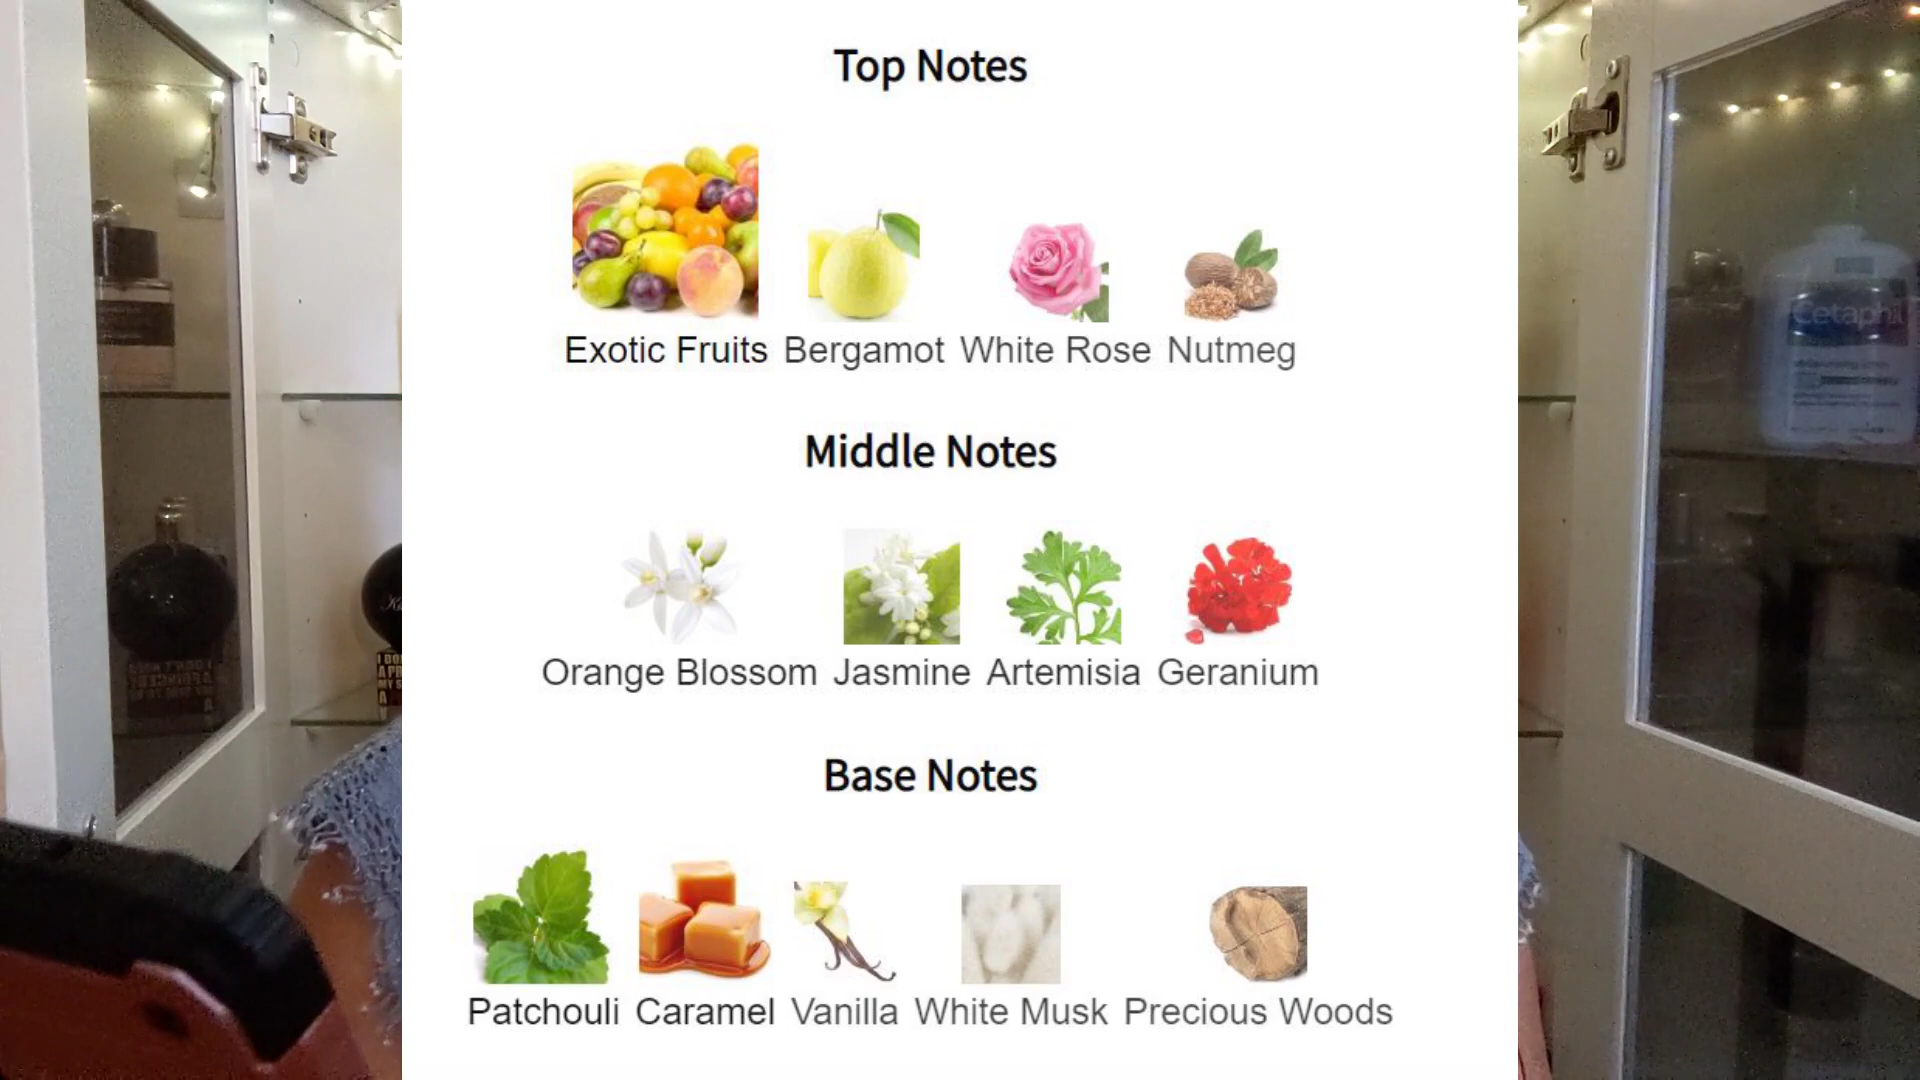 Top Notes
Exotic Fruits Bergamot White Rose Nutmeg
Middle Notes
Orange Blossom Jasmine Artemisia Geranium
Base Notes
Patchouli Caramel Vanilla White Musk Precious Woods
Cetaphil